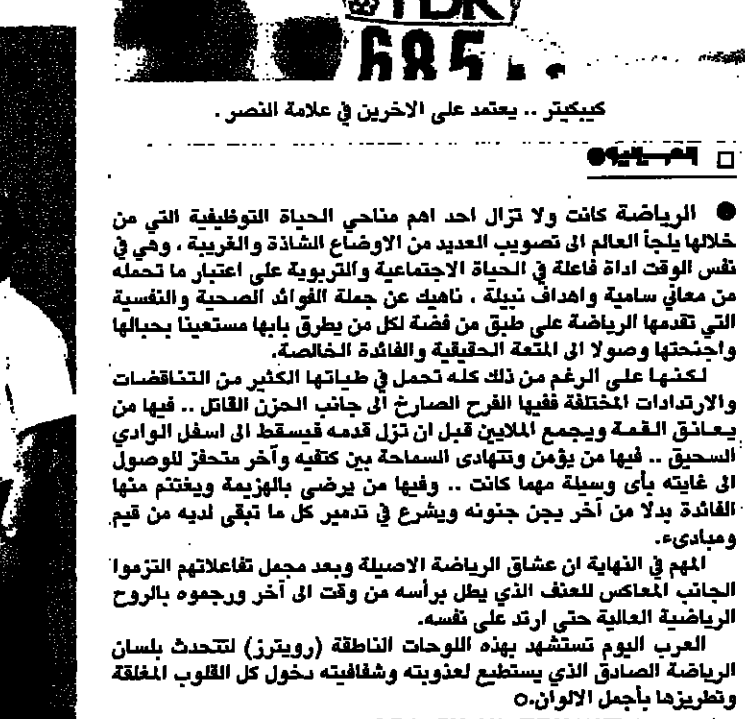 TDK
685
كيبكيتر .. يعتمد على الاخرين في علامة النصر .
□ العرب اليوم
● الرياضة كانت ولا تزال احد اهم مناحي الحياة التوظيفية التي من
خلالها يلجأ العالم الى تصويب العديد من الاوضاع الشاذة والغريبة ، وهي في
نفس الوقت اداة فاعلة في الحياة الاجتماعية والتربوية على اعتبار ما تحمله
من معاني سامية واهداف نبيلة ، ناهيك عن جملة الفوائد الصحية والنفسية
التي تقدمها الرياضة على طبق من فضة لكل من يطرق بابها مستعينا بحبالها
واجنحتها وصولا الى المتعة الحقيقية والفائدة الخالصة.
لكنها على الرغم من ذلك كله تحمل في طياتها الكثير من التناقضات
والارتدادات المختلفة ففيها الفرح الصارخ الى جانب الحزن القاتل .. فيها من
يعانق القمة ويجمع الملايين قبل ان تزل قدمه فيسقط الى اسفل الوادي
السحيق .. فيها من يؤمن وتتهادى السماحة بين كتفيه وآخر متحفز للوصول
الى غايته بأى وسيلة مهما كانت .. وفيها من يرضى بالهزيمة ويغتنم منها
الفائدة بدلا من آخر يجن جنونه ويشرع في تدمير كل ما تبقى لديه من قيم
ومبادىء.
المهم في النهاية ان عشاق الرياضة الاصيلة وبعد مجمل تفاعلاتهم التزموا
الجانب المعاكس للعنف الذي يطل برأسه من وقت الى آخر ورجموه بالروح
الرياضية العالية حتى ارتد على نفسه.
العرب اليوم تستشهد بهذه اللوحات الناطقة (رويترز) لتتحدث بلسان
الرياضة الصادق الذي يستطيع لعذوبته وشفافيته دخول كل القلوب المغلقة
وتطريزها بأجمل الالوان.○